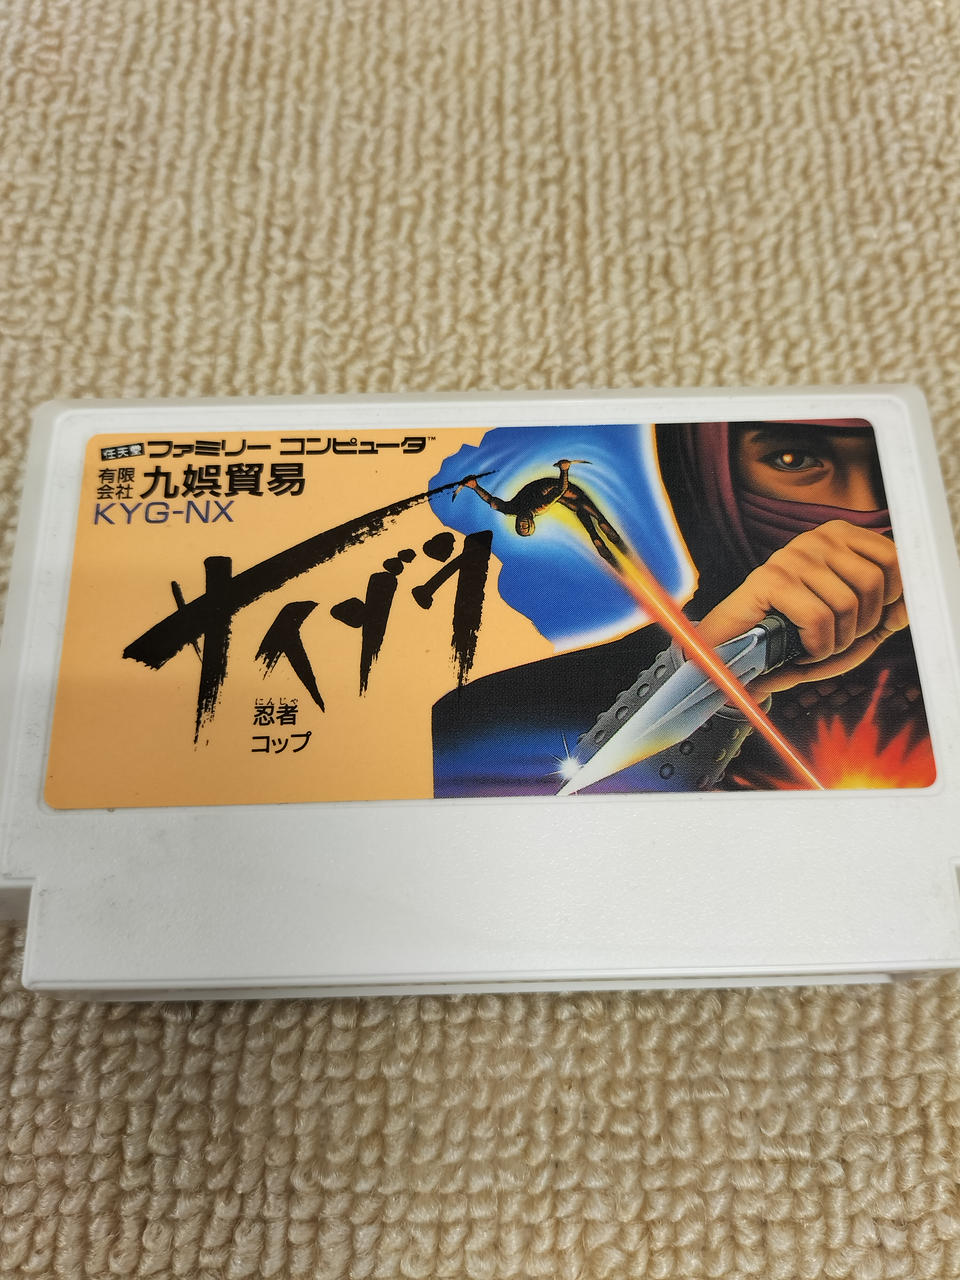 任天堂 ファミリー コンピュータ™
有限会社 九娯貿易
KYG-NX
サイゾウ
にんじゃ
忍者
コップ